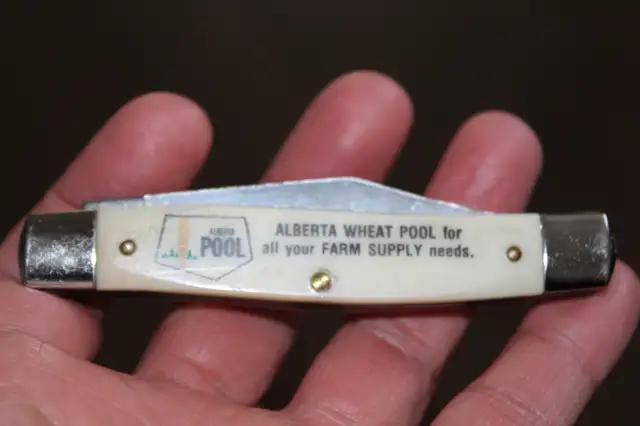 ALBERTA
POOL
ALBERTA WHEAT POOL for
all your FARM SUPPLY needs.